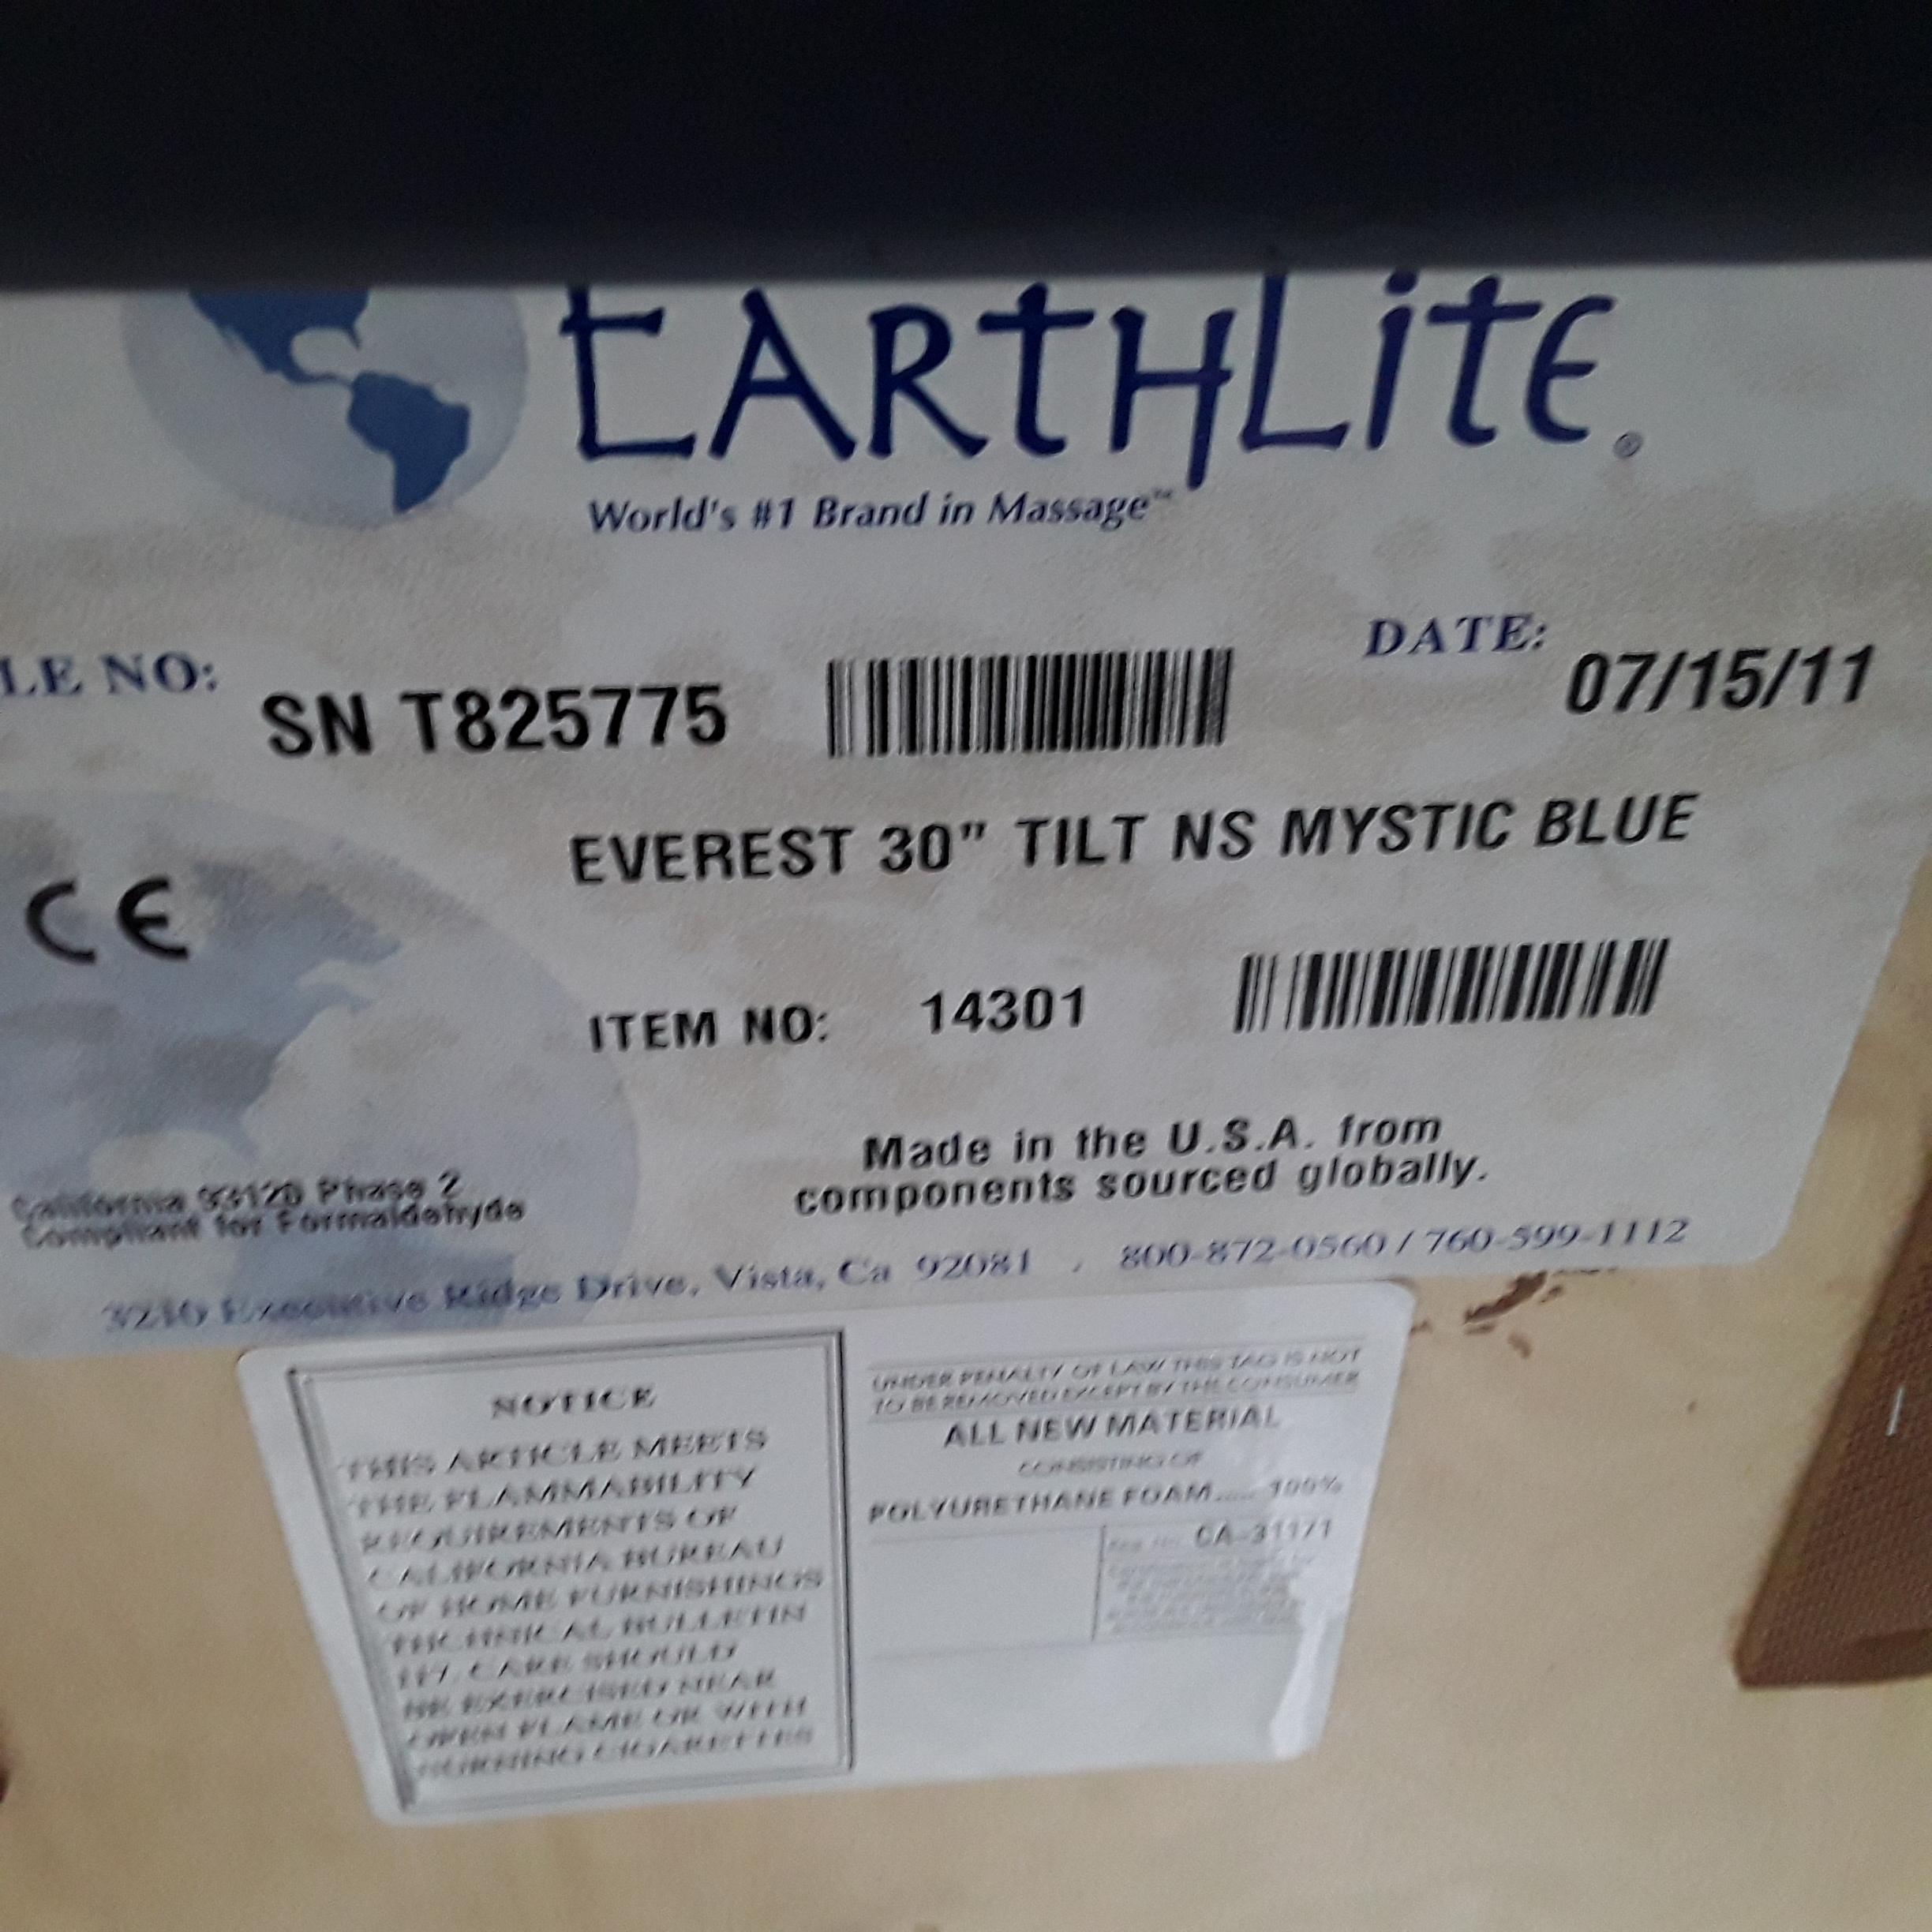 EARTHLITE®
World's #1 Brand in Massage™
LE NO:
SN T825775
DATE:
07/15/11
EVEREST 30" TILT NS MYSTIC BLUE
CE
ITEM NO: 14301
Made in the U.S.A. from
components sourced globally.
California 93120 Phase 2
Compliant for Formaldehyde
Executive Ridge Drive, Vista, Ca 92081 . 800-872-0560 / 760-599-1112
NOTICE
THIS ARTICLE MEETS
THE FLAMMABILITY
REQUIREMENTS OF
CALIFORNIA BUREAU
OF HOME FURNISHINGS
TECHNICAL BULLETIN
117. CARE SHOULD
BE EXERCISED NEAR
OPEN FLAME OR WITH
BURNING CIGARETTES
UNDER PENALTY OF LAW THIS TAG IS NOT
TO BE REMOVED EXCEPT BY THE CONSUMER
ALL NEW MATERIAL
CONSISTING OF
POLYURETHANE FOAM..... 100%